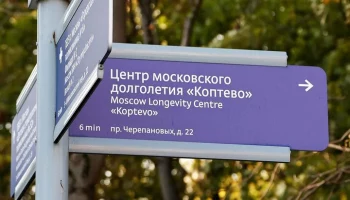 Центр московского
долголетия «Коптево»
Moscow Longevity Centre
«Koptevo»
6 min пр. Черепановых, д. 22